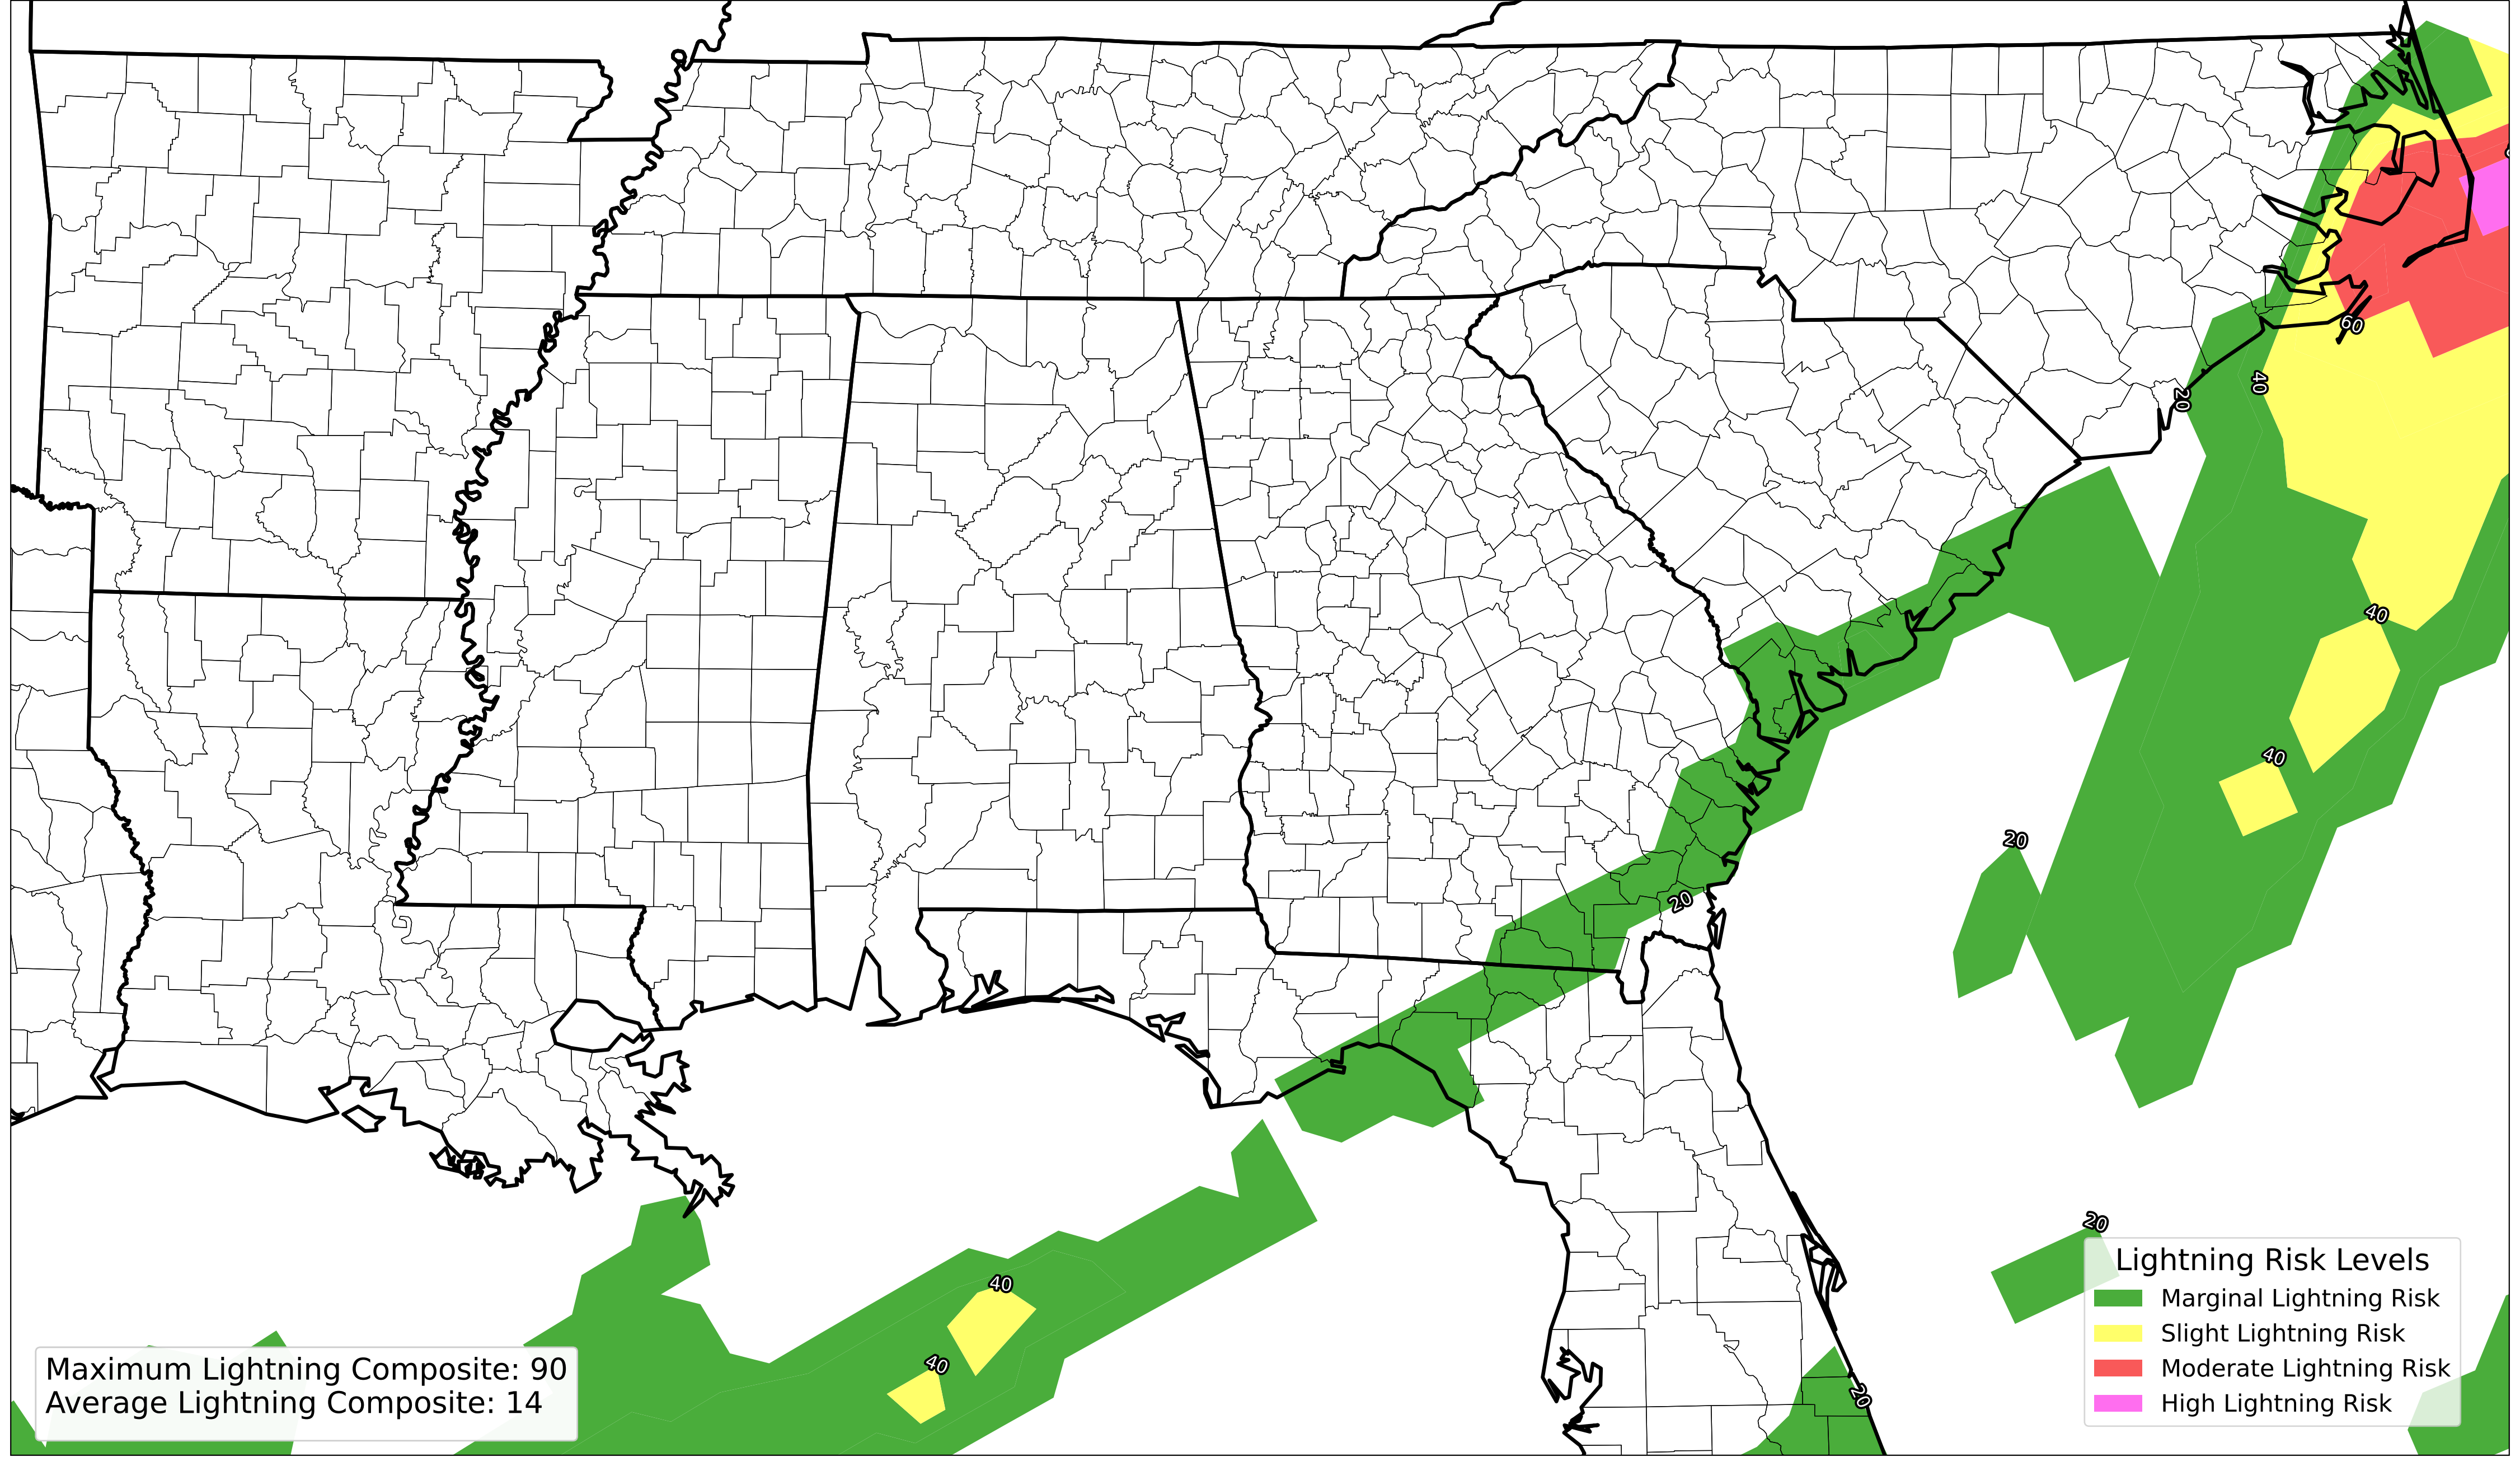 60
40
20
40
40
20
20
20
40
40
20
Lightning Risk Levels
Marginal Lightning Risk
Slight Lightning Risk
Moderate Lightning Risk
High Lightning Risk
Maximum Lightning Composite: 90
Average Lightning Composite: 14